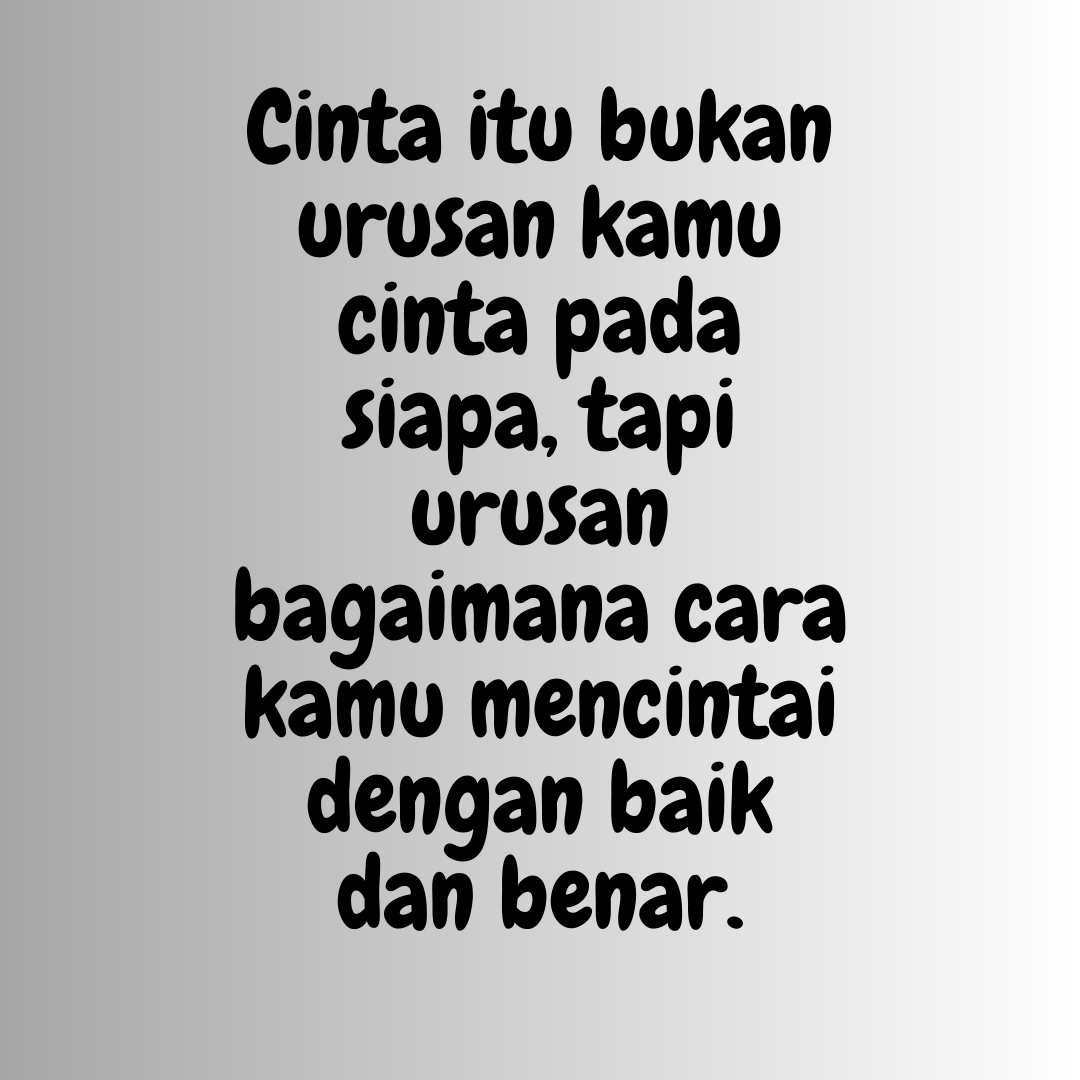 Cinta itu bukan
urusan kamu
cinta pada
siapa, tapi
urusan
bagaimana cara
kamu mencintai
dengan baik
dan benar.